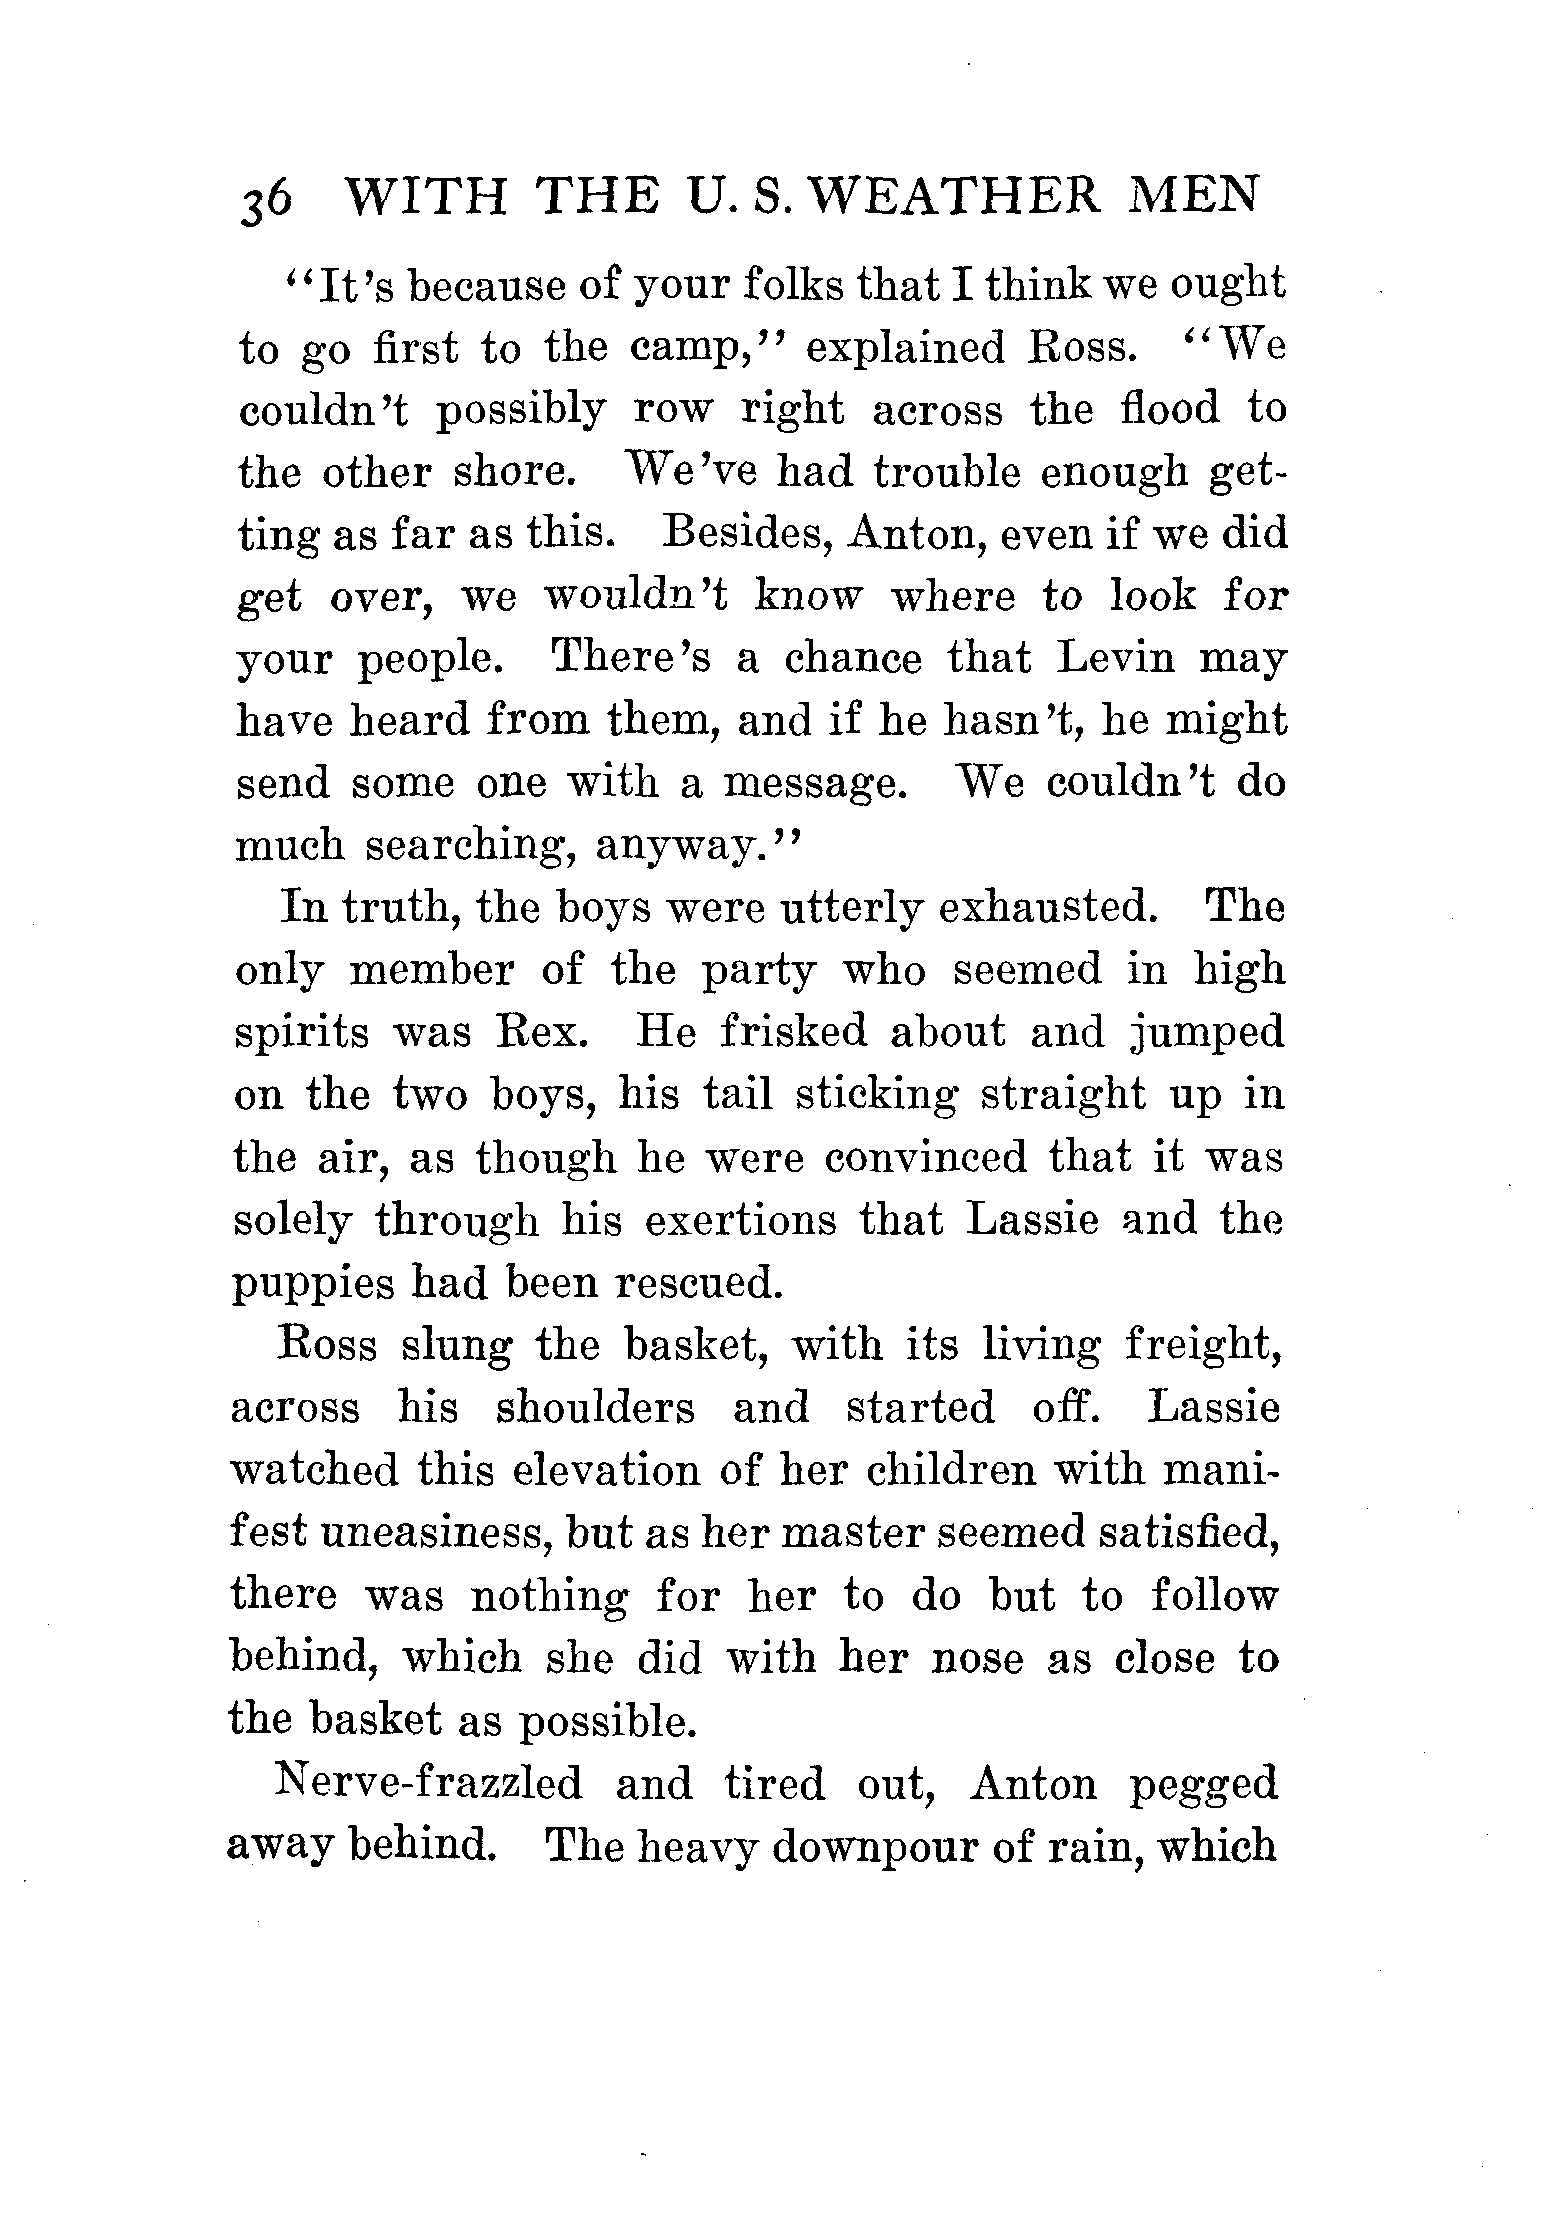 36 WITH THE U. S. WEATHER MEN
"It's because of your folks that I think we ought
to go first to the camp," explained Ross. "We
couldn't possibly row right across the flood to
the other shore. We've had trouble enough get-
ting as far as this. Besides, Anton, even if we did
get over, we wouldn't know where to look for
your people. There's a chance that Levin may
have heard from them, and if he hasn't, he might
send some one with a message. We couldn't do
much searching, anyway."
In truth, the boys were utterly exhausted. The
only member of the party who seemed in high
spirits was Rex. He frisked about and jumped
on the two boys, his tail sticking straight up in
the air, as though he were convinced that it was
solely through his exertions that Lassie and the
puppies had been rescued.
Ross slung the basket, with its living freight,
across his shoulders and started off. Lassie
watched this elevation of her children with mani-
fest uneasiness, but as her master seemed satisfied,
there was nothing for her to do but to follow
behind, which she did with her nose as close to
the basket as possible.
Nerve-frazzled and tired out, Anton pegged
away behind. The heavy downpour of rain, which